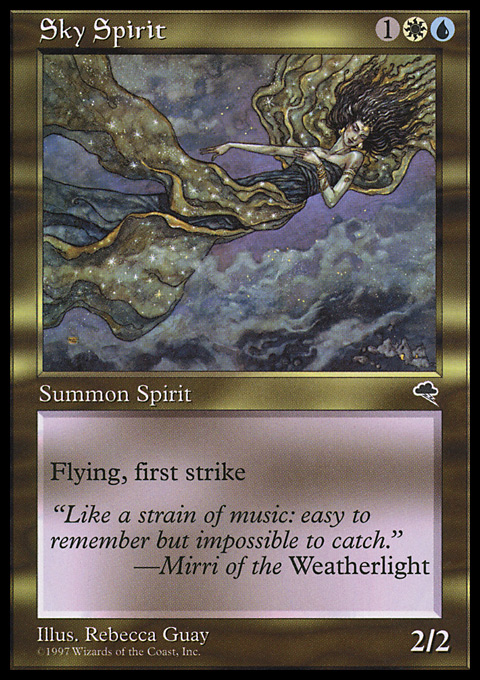 Sky Spirit
1
Summon Spirit
Flying, first strike
“Like a strain of music: easy to
remember but impossible to catch.”
—Mirri of the Weatherlight
Illus. Rebecca Guay
©1997 Wizards of the Coast, Inc.
2/2